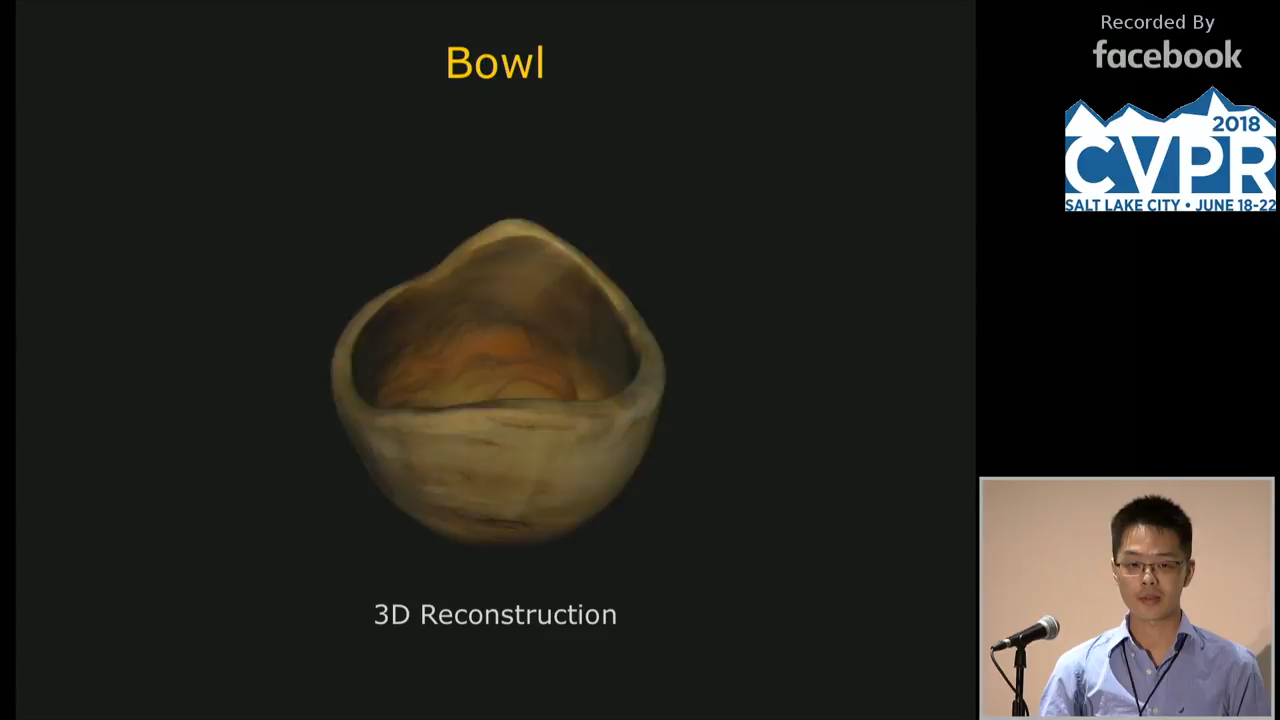 Bowl
3D Reconstruction
Recorded By
facebook
2018
CVPR
SALT LAKE CITY • JUNE 18-22